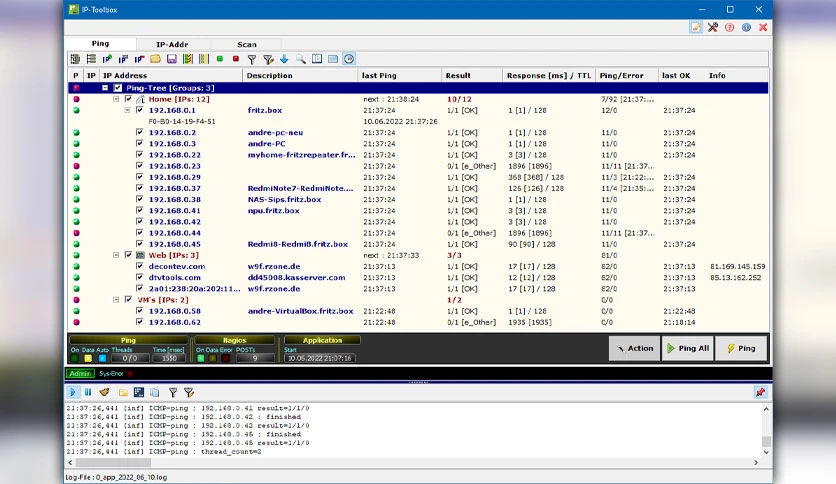 IP-Toolbox
Ping IP-Addr Scan
P IP IP Address Description last Ping Result Response [ms] / TTL Ping/Error last OK Info
Ping-Tree [Groups: 3]
Home [IPs: 12] next : 21:38:24 10/12 7/92 [21:37:...
192.168.0.1 fritz.box 21:37:24 1/1 [OK] 1 [1] / 128 12/0 21:37:24
F0-B0-14-19-F4-51 10.06.2022 21:37:26
192.168.0.2 andre-pc-neu 21:37:24 1/1 [OK] 1 [1] / 128 11/0 21:37:24
192.168.0.3 andre-PC 21:37:24 1/1 [OK] 1 [1] / 128 11/0 21:37:24
192.168.0.22 myhome-fritzrepeater.fr... 21:37:24 1/1 [OK] 3 [3] / 128 11/0 21:37:24
192.168.0.23 21:37:24 0/1 [e_Other] 1896 [1896] 11/11 [21:37...
192.168.0.29 21:37:24 1/1 [OK] 368 [368] / 128 11/3 [21:22:... 21:37:24
192.168.0.37 RedmiNote7-RedmiNote.... 21:37:24 1/1 [OK] 126 [126] / 128 11/4 [21:35:... 21:37:24
192.168.0.38 NAS-Sips.fritz.box 21:37:24 1/1 [OK] 1 [1] / 128 11/0 21:37:24
192.168.0.41 npu.fritz.box 21:37:24 1/1 [OK] 3 [3] / 128 11/0 21:37:24
192.168.0.42 21:37:24 1/1 [OK] 1 [1] / 128 11/0 21:37:24
192.168.0.44 21:37:24 0/1 [e_Other] 1896 [1896] 11/11 [21:37...
192.168.0.45 Redmi8-Redmi8.fritz.box 21:37:24 1/1 [OK] 90 [90] / 128 11/0 21:37:24
Web [IPs: 3] next : 21:37:33 3/3 81/0
decontev.com w9f.rzone.de 21:37:13 1/1 [OK] 17 [17] / 128 82/0 21:37:13 81.169.145.159
dtvtools.com dd45008.kasserver.com 21:37:13 1/1 [OK] 12 [12] / 128 82/0 21:37:13 85.13.162.252
2a01:238:20a:202:11... w9f.rzone.de 21:37:13 1/1 [OK] 17 [17] / 128 82/0 21:37:13
VM's [IPs: 2] 1/2 0/0
192.168.0.58 andre-VirtualBox.fritz.box 21:22:48 1/1 [OK] 1 [1] / 128 0/0 21:22:48
192.168.0.62 21:22:48 0/1 [e_Other] 1935 [1935] 0/0 21:18:14
Ping Nagios Application
On Data Auto Threads Time [msec] On Data Error POSTs Start
0/0 1350 9 10.06.2022 21:07:16
Action Ping All Ping
Admin Sys-Error
21:37:26,441 [inf] ICMP-ping : 192.168.0.41 result=1/1/0
21:37:26,441 [inf] ICMP-ping : 192.168.0.42 : finished
21:37:26,441 [inf] ICMP-ping : 192.168.0.42 result=1/1/0
21:37:26,441 [inf] ICMP-ping : 192.168.0.45 : finished
21:37:26,441 [inf] ICMP-ping : 192.168.0.45 result=1/1/0
21:37:26,441 [inf] ICMP-ping : thread_count=2
Log-File : 0_app_2022_06_10.log